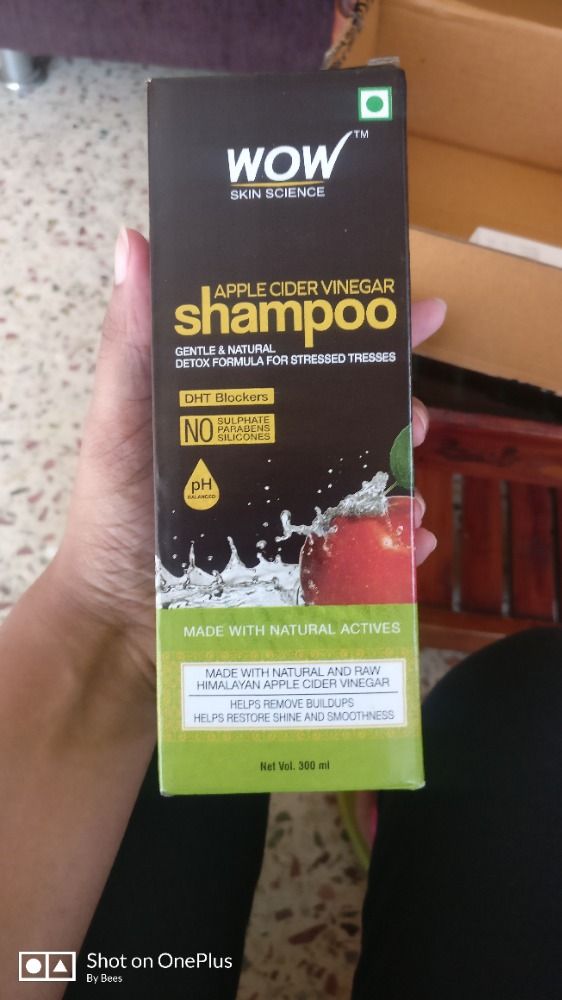 WOW™
SKIN SCIENCE
APPLE CIDER VINEGAR
shampoo
GENTLE & NATURAL
DETOX FORMULA FOR STRESSED TRESSES
DHT Blockers
NO SULPHATE
PARABENS
SILICONES
pH
BALANCED
MADE WITH NATURAL ACTIVES
MADE WITH NATURAL AND RAW
HIMALAYAN APPLE CIDER VINEGAR
HELPS REMOVE BUILDUPS
HELPS RESTORE SHINE AND SMOOTHNESS
Net Vol. 300 ml
Shot on OnePlus
By Bees